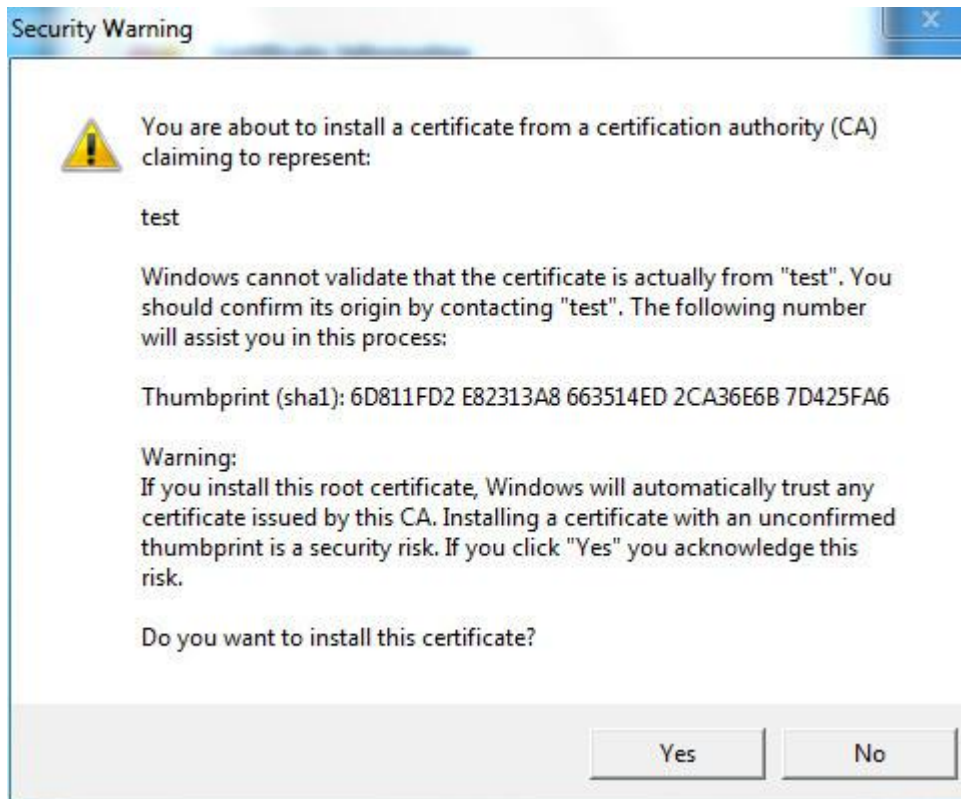 Security Warning
You are about to install a certificate from a certification authority (CA)
claiming to represent:
test
Windows cannot validate that the certificate is actually from "test". You
should confirm its origin by contacting "test". The following number
will assist you in this process:
Thumbprint (sha1): 6D811FD2 E82313A8 663514ED 2CA36E6B 7D425FA6
Warning:
If you install this root certificate, Windows will automatically trust any
certificate issued by this CA. Installing a certificate with an unconfirmed
thumbprint is a security risk. If you click "Yes" you acknowledge this
risk.
Do you want to install this certificate?
Yes No